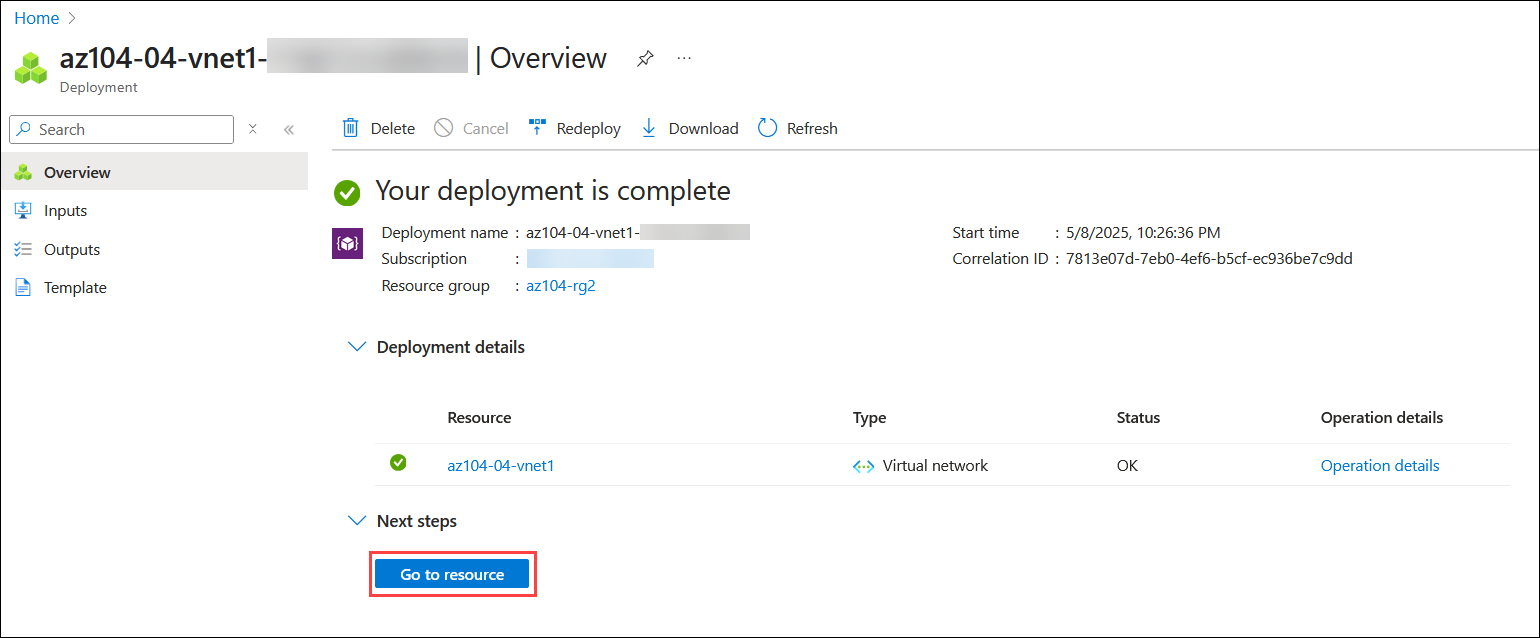 Home
az104-04-vnet1- | Overview
Deployment
Search
Delete Cancel Redeploy Download Refresh
Overview
Inputs
Outputs
Template
Your deployment is complete
Deployment name : az104-04-vnet1-
Subscription :
Resource group : az104-rg2
Start time : 5/8/2025, 10:26:36 PM
Correlation ID : 7813e07d-7eb0-4ef6-b5cf-ec936be7c9dd
Deployment details
Resource Type Status Operation details
az104-04-vnet1 Virtual network OK Operation details
Next steps
Go to resource